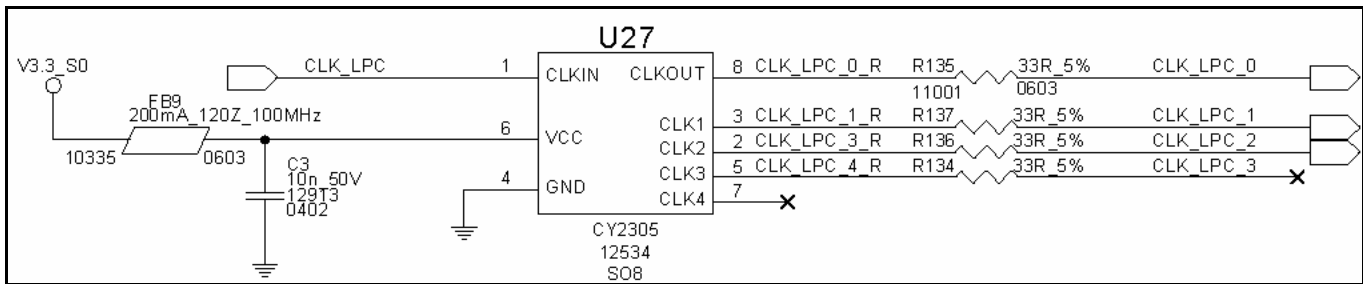 U27
V3.3_S0
CLK_LPC 1 CLKIN CLKOUT 8 CLK_LPC_0_R R135 33R_5% CLK_LPC_0
11001 0603
FB9
200mA_120Z_100MHz
3 CLK_LPC_1_R R137 33R_5% CLK_LPC_1
6 VCC CLK1
2 CLK_LPC_3_R R136 33R_5% CLK_LPC_2
10335 0603 CLK2
5 CLK_LPC_4_R R134 33R_5% CLK_LPC_3
C3
10n_50V
129T3
0402
4 GND CLK3
7
CLK4
CY2305
12534
SO8